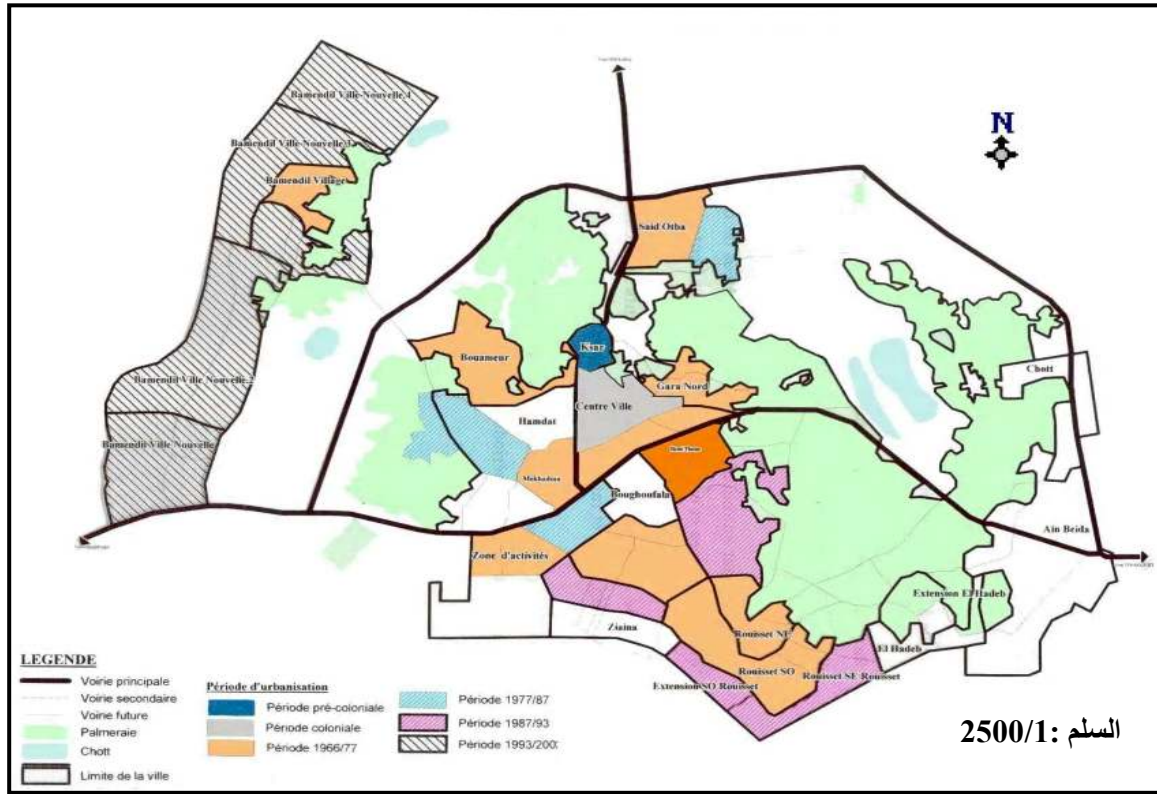 Bamendil Ville-Nouvelle.4
Bamendil Ville-Nouvelle.3
Bamendil Village
N
Said Otba
Ksar
Bouameur
Gara Nord
Chott
Centre Ville
Bamendil Ville Nouvelle.2
Hamdat
Bamendil Ville Nouvelle
Mekhadma
Boughoufala
Ain Beida
Zone d'activités
Extension El Hadeb
Ziaina
Rouisset NE
El Hadeb
Rouisset SO
Rouisset SE Rouisset
Extension SO Rouisset
LEGENDE
Voirie principale
Voirie secondaire
Voirie future
Palmeraie
Chott
Limite de la ville
Période d'urbanisation
Période pré-coloniale
Période coloniale
Période 1966/77
Période 1977/87
Période 1987/93
Période 1993/200
السلم :2500/1